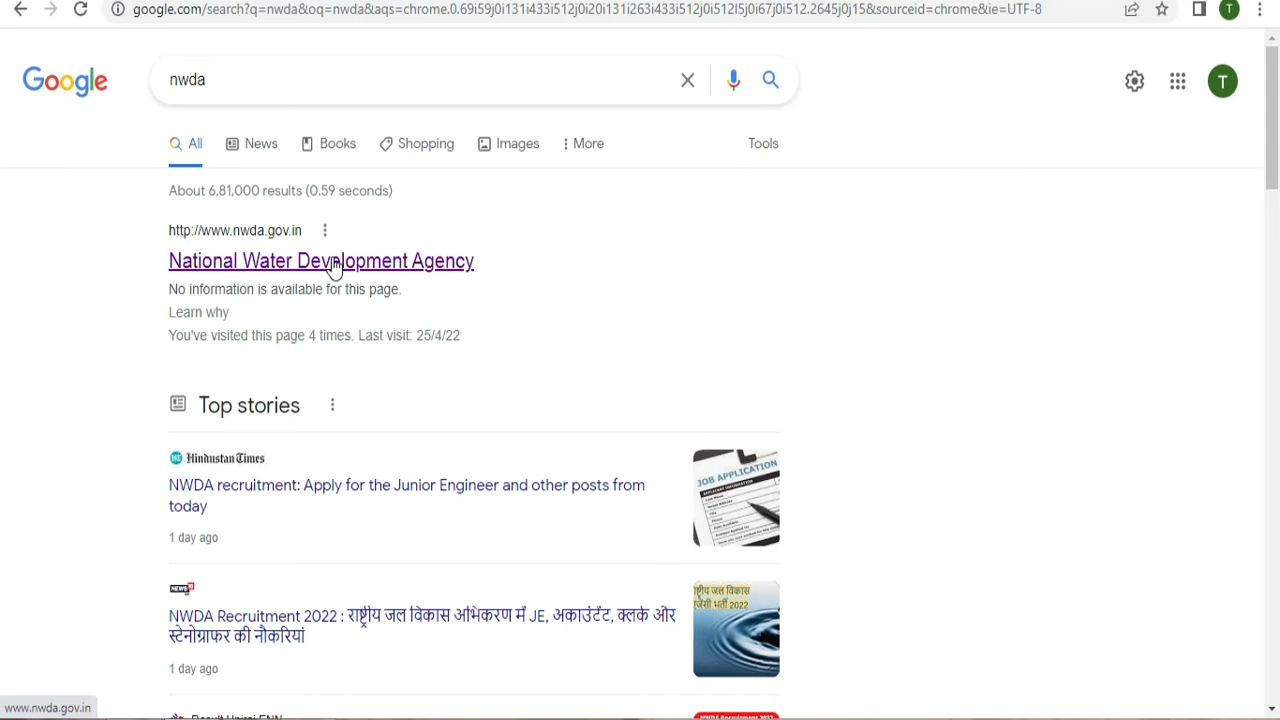 google.com/search?q=nwda&oq=nwda&aqs=chrome.0.69i59j0i131i433i512j0i20i131i263i433i512j0i512l5j0i67j0i512.2645j0j15&sourceid=chrome&ie=UTF-8
T
Google
nwda
T
All
News
Books
Shopping
Images
More
Tools
About 6,81,000 results (0.59 seconds)
http://www.nwda.gov.in
National Water Development Agency
No information is available for this page.
Learn why
You've visited this page 4 times. Last visit: 25/4/22
Top stories
HT Hindustan Times
NWDA recruitment: Apply for the Junior Engineer and other posts from
today
JOB APPLICATION
1 day ago
NEWS
NWDA Recruitment 2022 : राष्ट्रीय जल विकास अभिकरण में JE, अकाउंटेंट, क्लर्क और
स्टेनोग्राफर की नौकरियां
1 day ago
www.nwda.gov.in